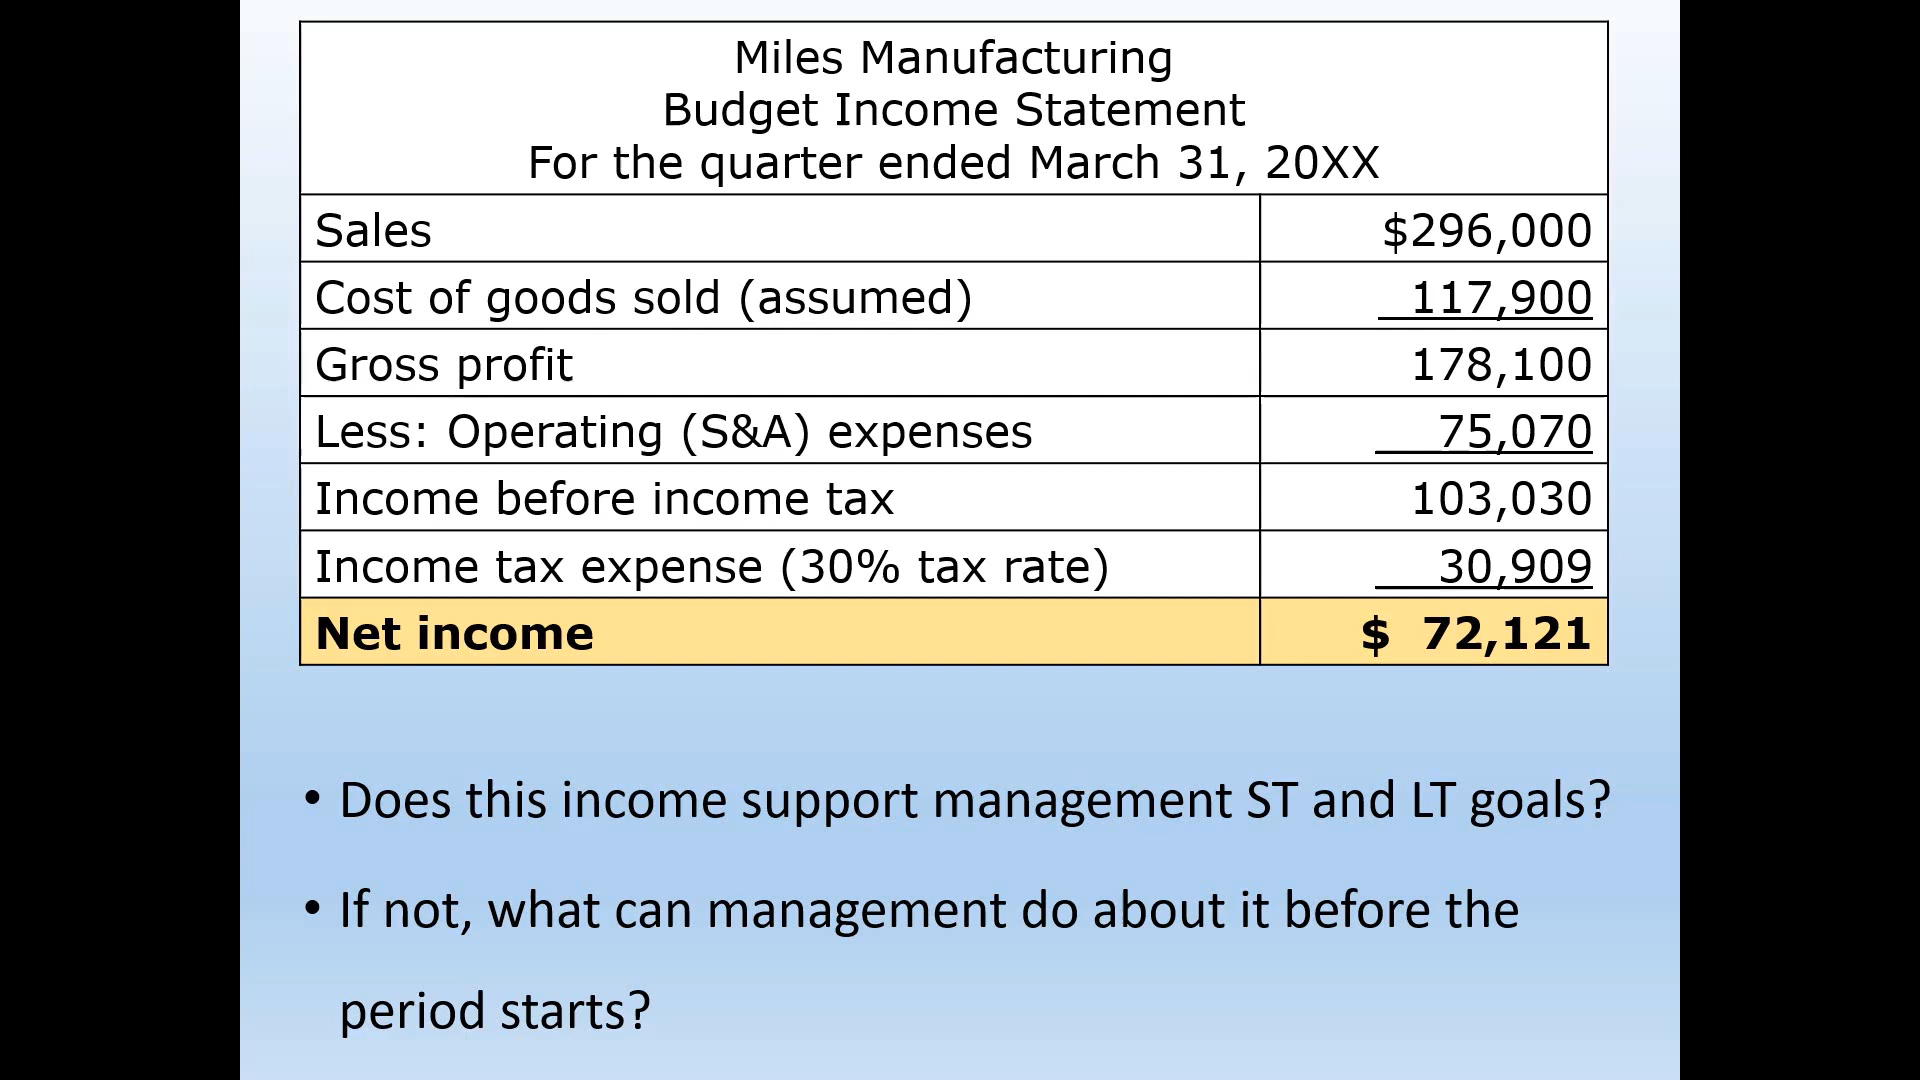 Miles Manufacturing
Budget Income Statement
For the quarter ended March 31, 20XX
Sales $296,000
Cost of goods sold (assumed) 117,900
Gross profit 178,100
Less: Operating (S&A) expenses 75,070
Income before income tax 103,030
Income tax expense (30% tax rate) 30,909
Net income $ 72,121
• Does this income support management ST and LT goals?
• If not, what can management do about it before the
period starts?